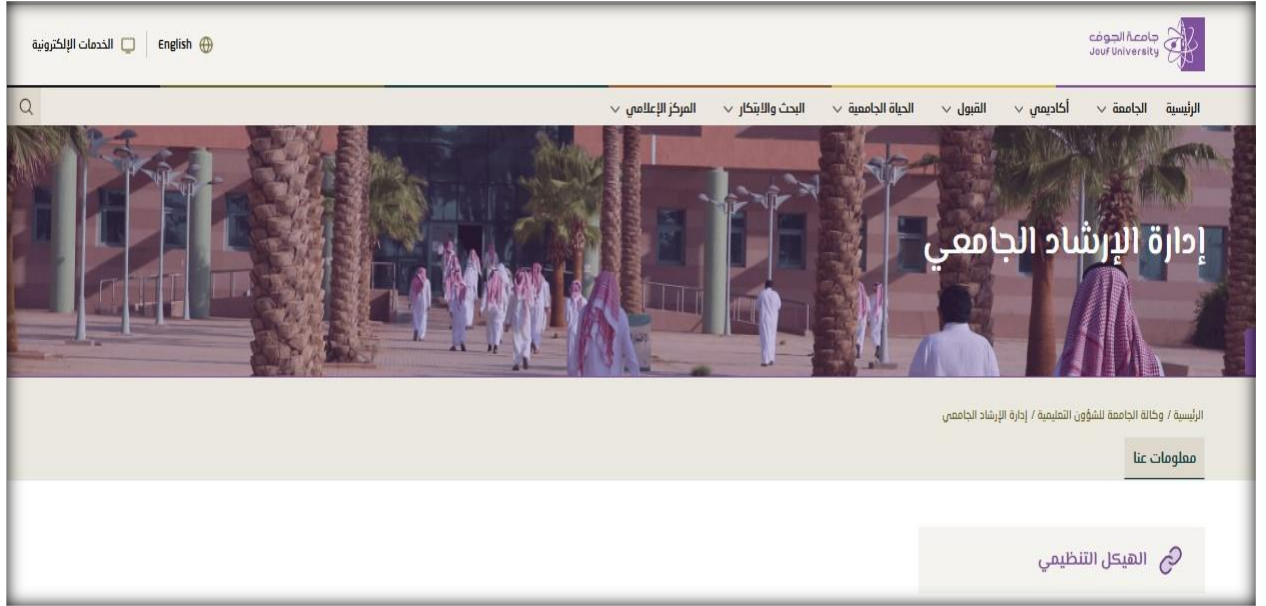 جامعة الجوف
Jouf University
English
الخدمات الإلكترونية
الرئيسية الجامعة أكاديمي القبول الحياة الجامعية البحث والابتكار المركز الإعلامي
إدارة الإرشاد الجامعي
الرئيسية / وكالة الجامعة للشؤون التعليمية / إدارة الإرشاد الجامعي
معلومات عنا
الهيكل التنظيمي